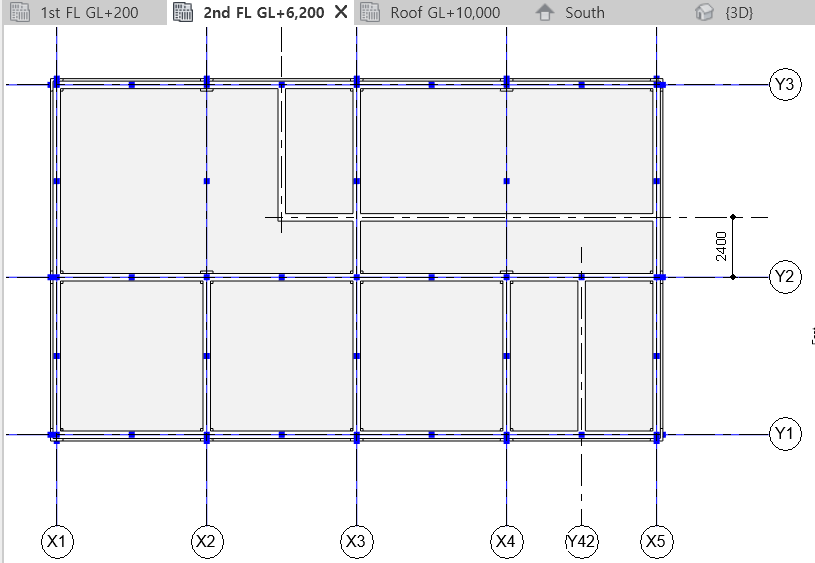 1st FL GL+200
2nd FL GL+6,200
Roof GL+10,000
South
{3D}
Y3
2400
Y2
Y1
X1
X2
X3
X4
Y42
X5